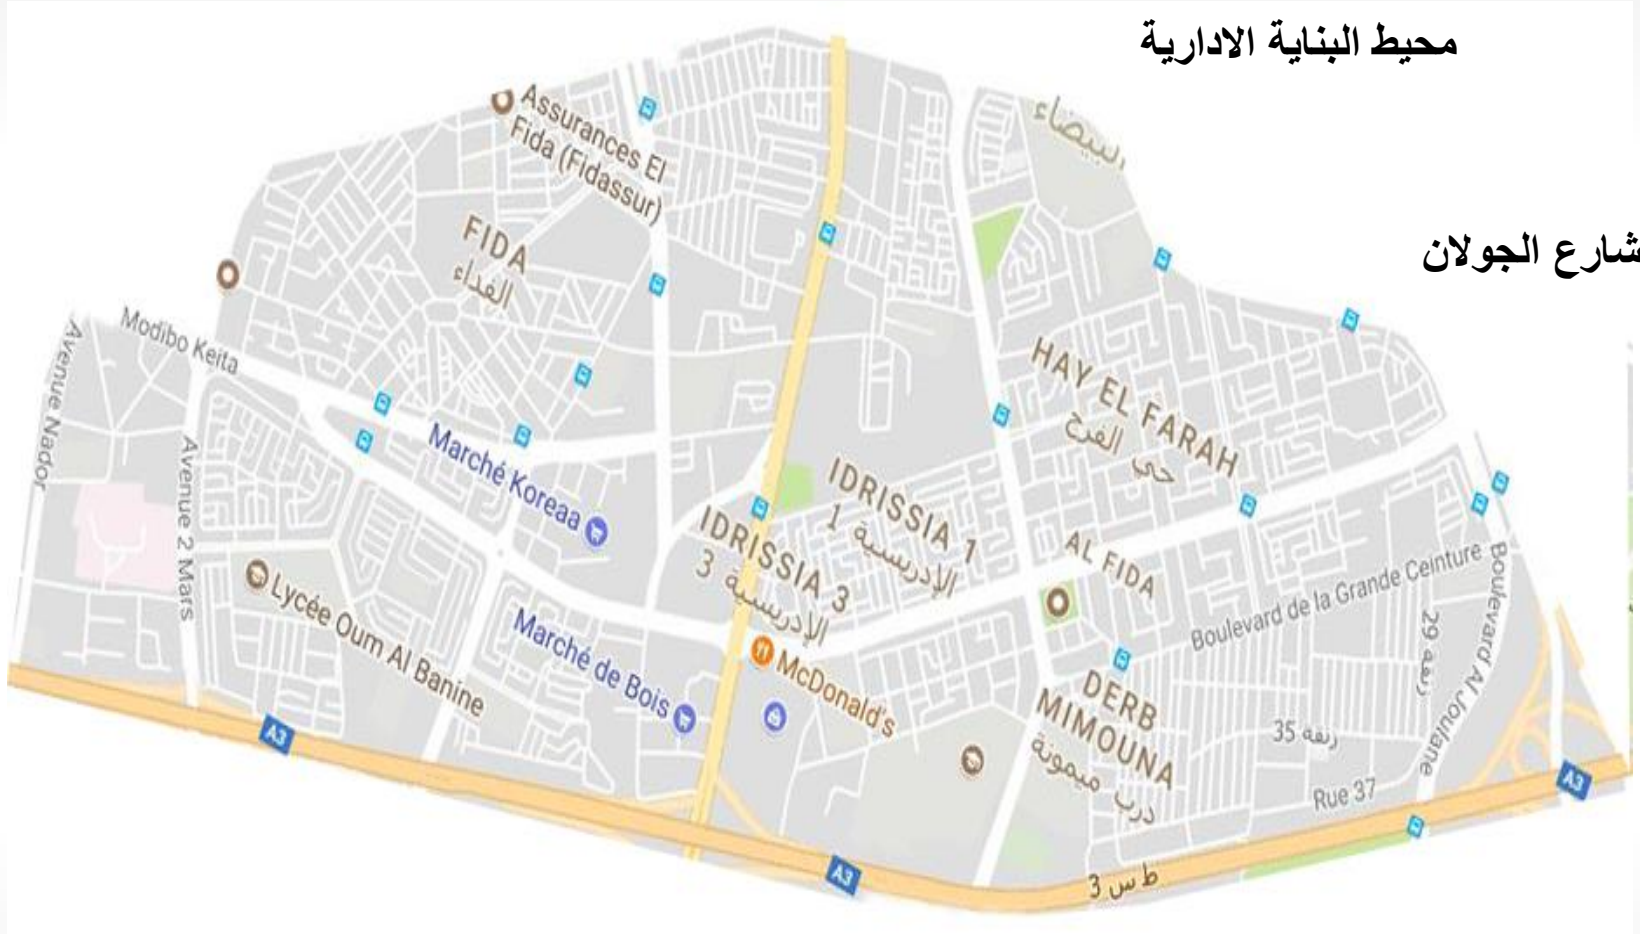 محيط البناية الادارية
البيضاء
Assurances El
Fida (Fidassur)
شارع الجولان
FIDA
الفداء
Modibo Keita
Avenue Nador
Avenue 2 Mars
HAY EL FARAH
حي الفرح
Marché Koreaa
IDRISSIA 1
الإدريسية 1
IDRISSIA 3
الإدريسية 3
AL FIDA
Boulevard de la Grande Ceinture
Boulevard Al Joulane
Lycée Oum Al Banine
Marché de Bois
McDonald's
زنقة 29
DERB
MIMOUNA
درب ميمونة
زنقة 35
Rue 37
A3
A3
A3
ط س 3